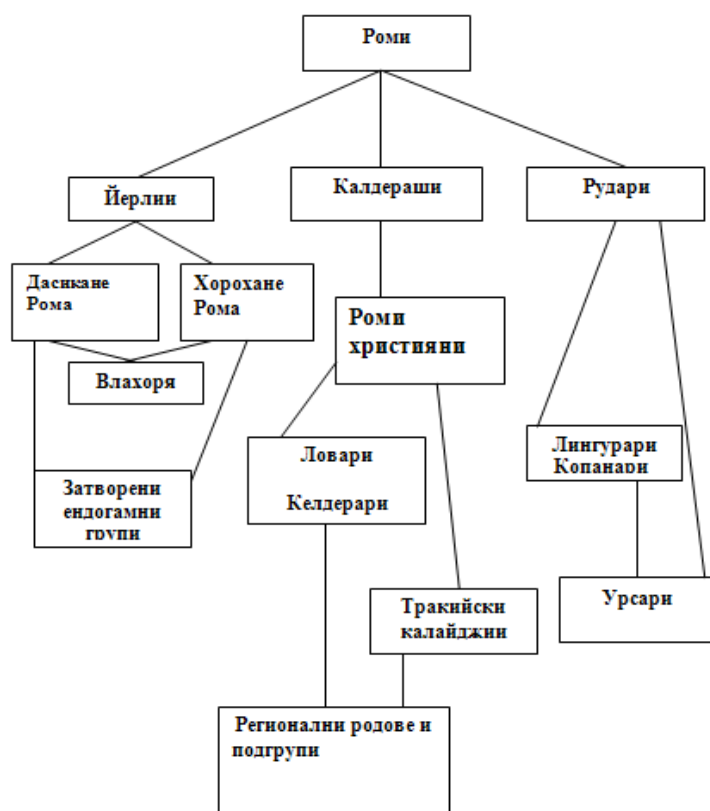 Роми
Йерлии
Калдераши
Рудари
Дасикане
Рома
Хорохане
Рома
Роми
християни
Влахоря
Ловари
Келдерари
Лингурари
Копанари
Затворени
ендогамни
групи
Тракийски
калайджии
Урсари
Регионални родове и
подгрупи